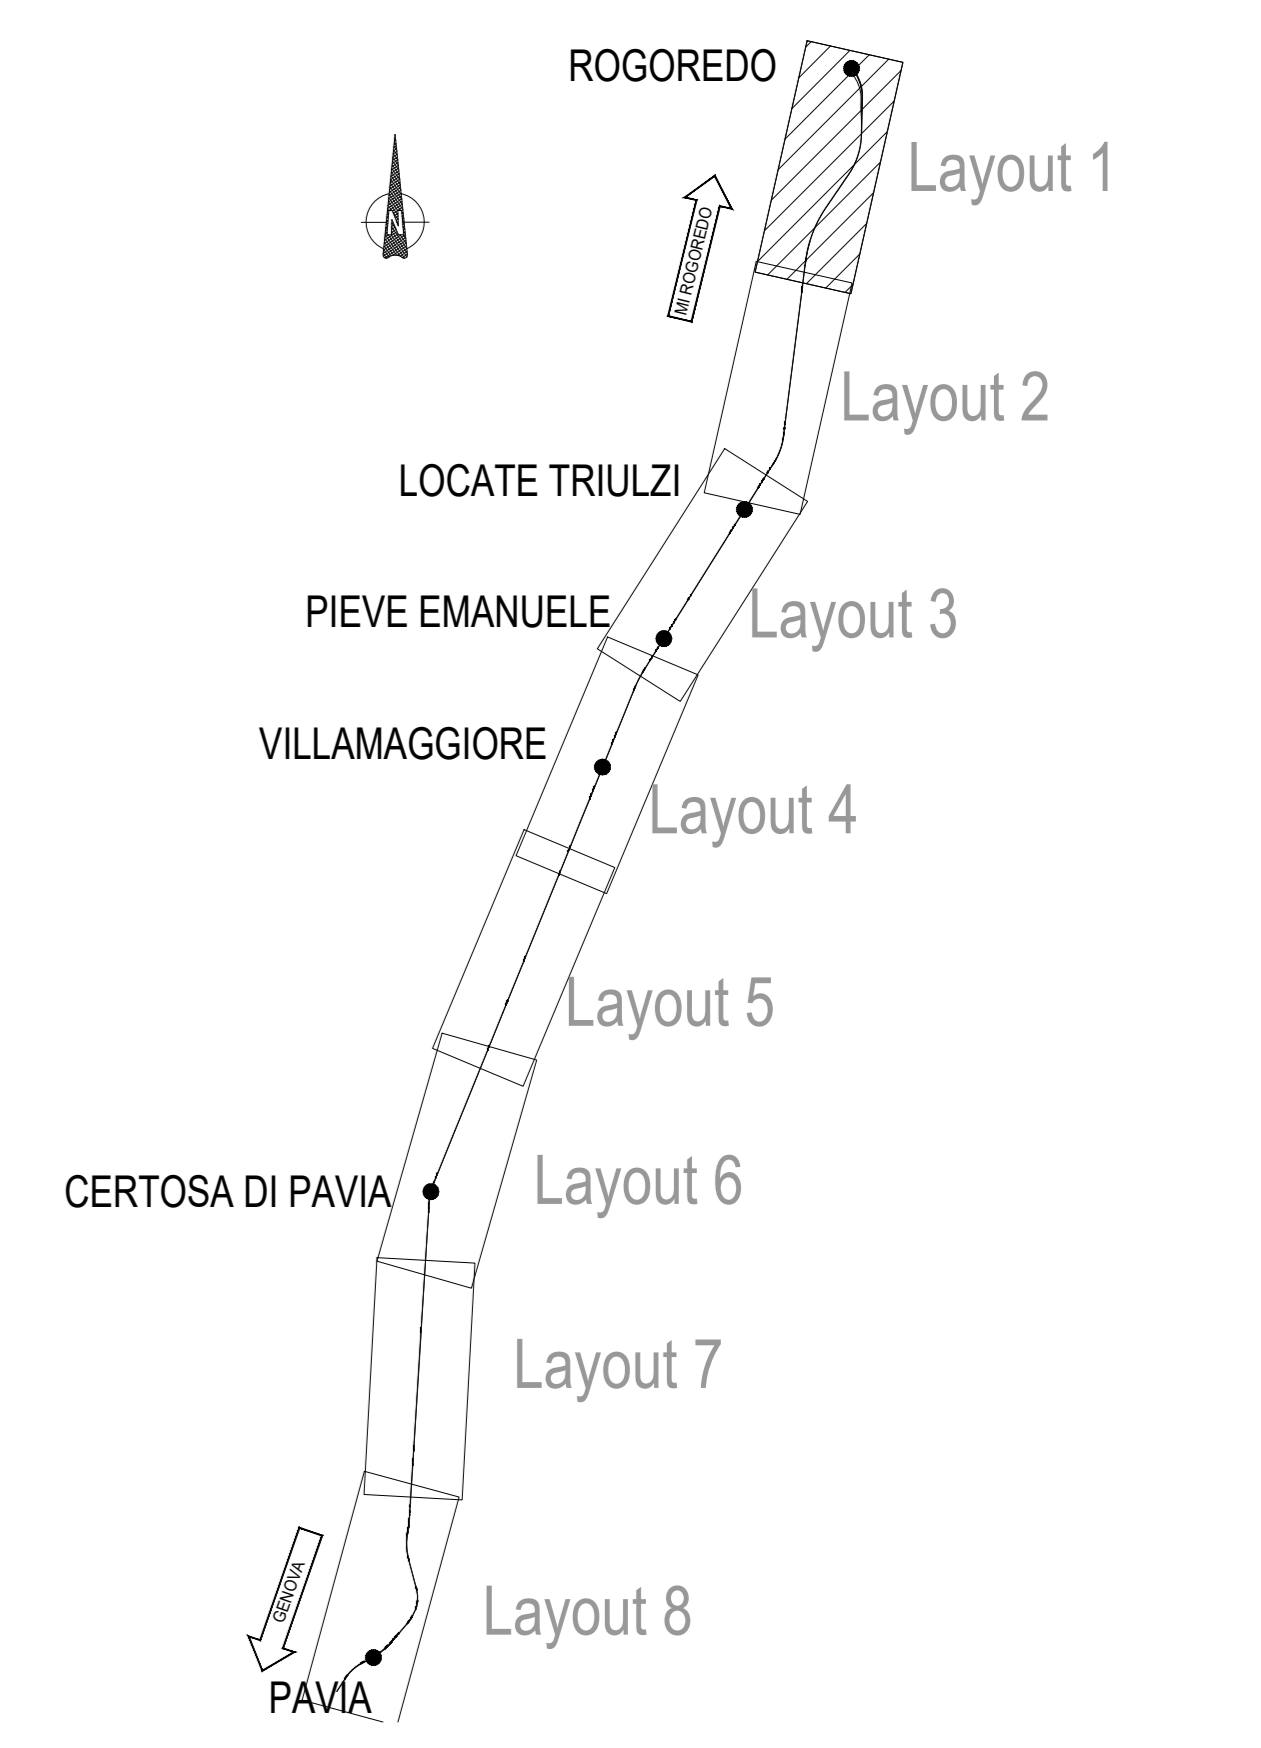 ROGOREDO
Layout 1
N
MI ROGOREDO
Layout 2
LOCATE TRIULZI
PIEVE EMANUELE
Layout 3
VILLAMAGGIORE
Layout 4
Layout 5
CERTOSA DI PAVIA
Layout 6
Layout 7
GENOVA
Layout 8
PAVIA